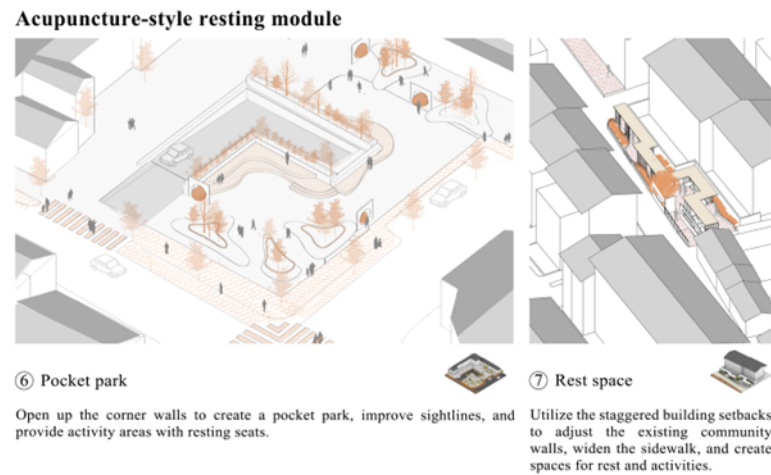 Acupuncture-style resting module
⑥ Pocket park
Open up the corner walls to create a pocket park, improve sightlines, and
provide activity areas with resting seats.
⑦ Rest space
Utilize the staggered building setbacks
to adjust the existing community
walls, widen the sidewalk, and create
spaces for rest and activities.